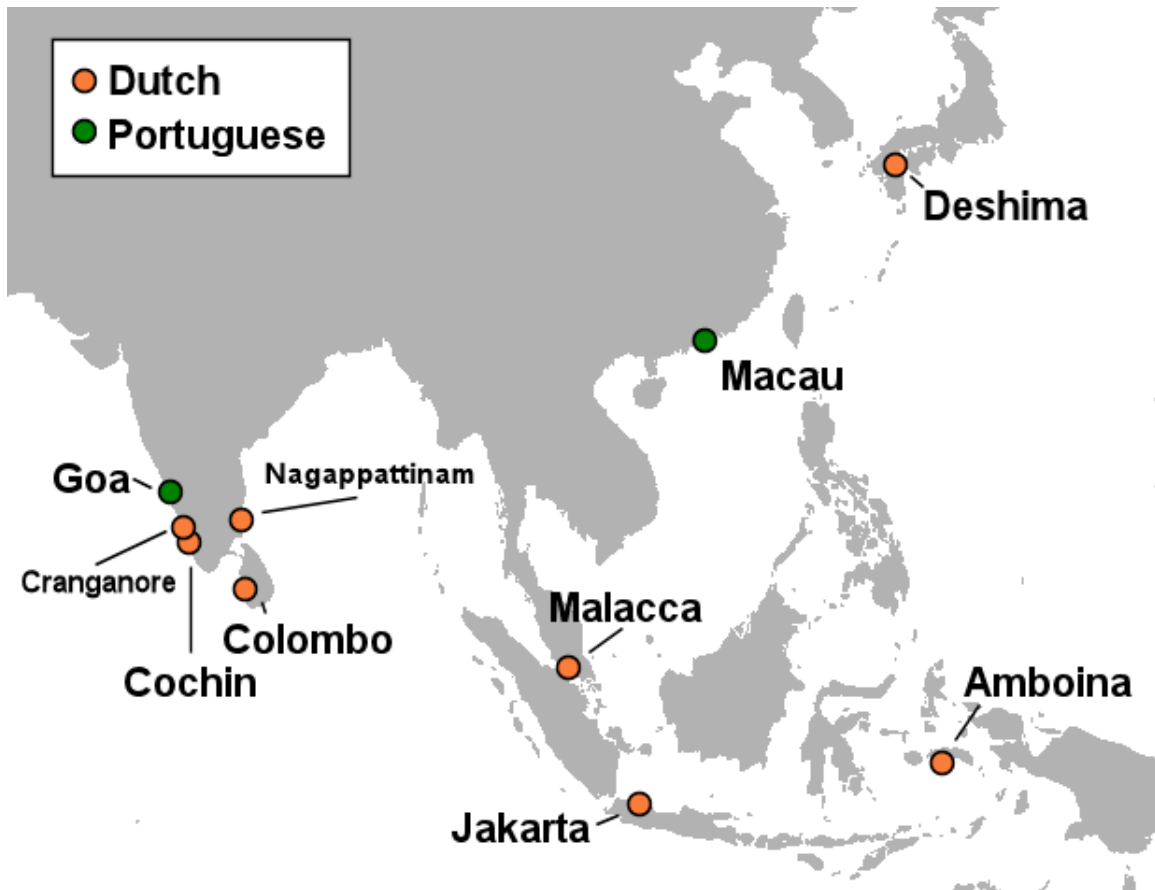 Dutch
Portuguese
Deshima
Macau
Goa
Nagappattinam
Cranganore
Malacca
Colombo
Cochin
Amboina
Jakarta